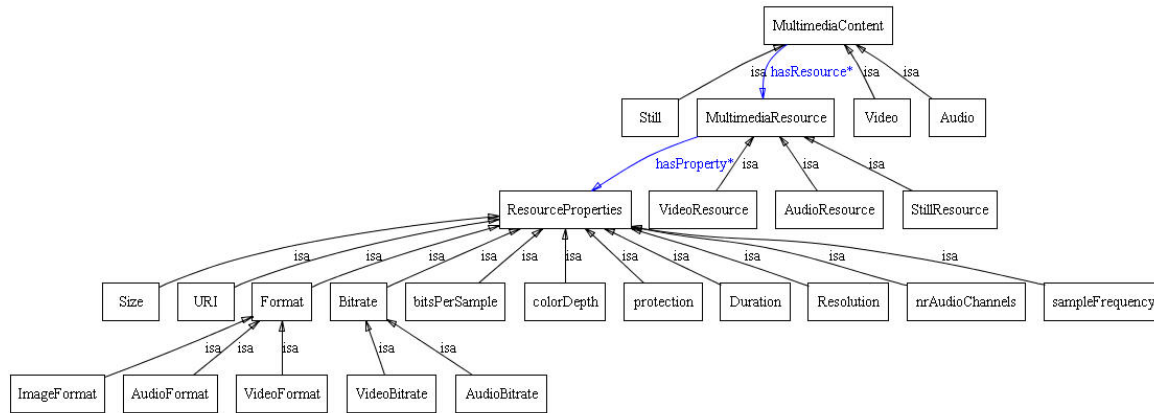 MultimediaContent
isa hasResource* isa isa
Still MultimediaResource Video Audio
hasProperty* isa isa isa
ResourceProperties VideoResource AudioResource StillResource
isa isa isa isa isa isa isa isa isa isa isa
Size URI Format Bitrate bitsPerSample colorDepth protection Duration Resolution nrAudioChannels sampleFrequency
isa isa isa isa isa
ImageFormat AudioFormat VideoFormat VideoBitrate AudioBitrate